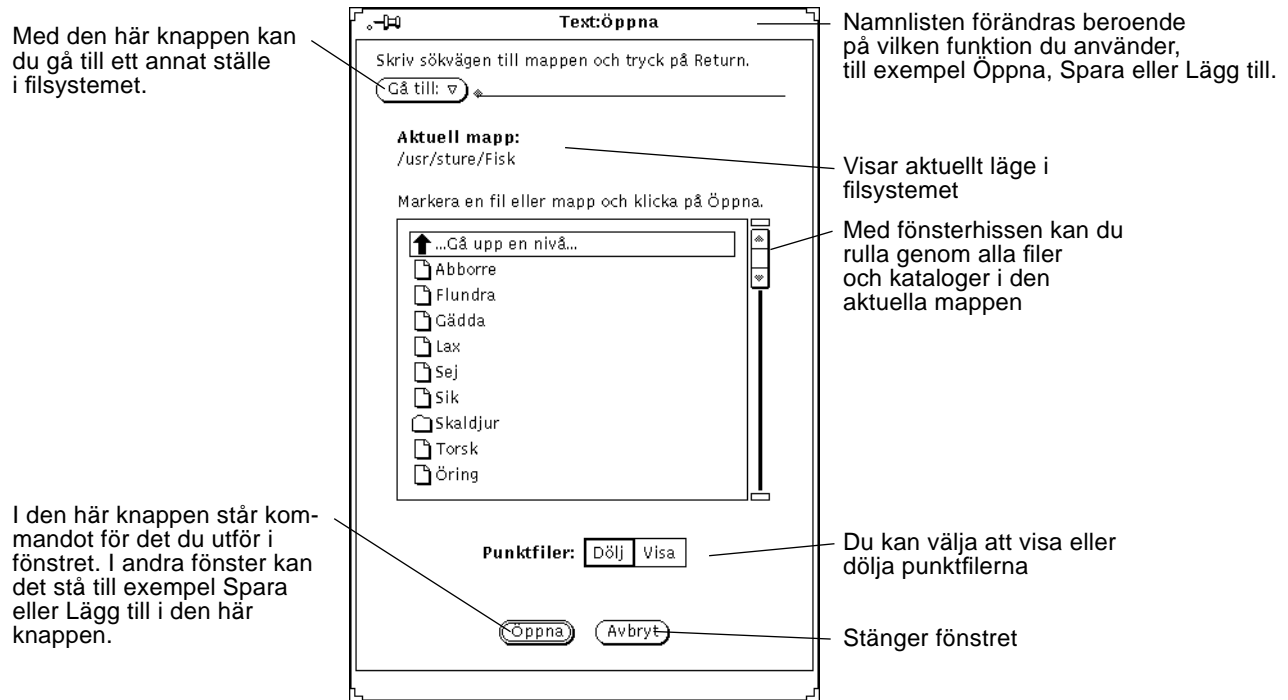 Med den här knappen kan
du gå till ett annat ställe
i filsystemet.
Text:Öppna
Namnlisten förändras beroende
på vilken funktion du använder,
till exempel Öppna, Spara eller Lägg till.
Skriv sökvägen till mappen och tryck på Return.
Gå till:
Aktuell mapp:
/usr/sture/Fisk
Visar aktuellt läge i
filsystemet
Markera en fil eller mapp och klicka på Öppna.
...Gå upp en nivå...
Abborre
Flundra
Gädda
Lax
Sej
Sik
Skaldjur
Torsk
Öring
Med fönsterhissen kan du
rulla genom alla filer
och kataloger i den
aktuella mappen
I den här knappen står kom-
mandot för det du utför i
fönstret. I andra fönster kan
det stå till exempel Spara
eller Lägg till i den här
knappen.
Punktfiler: Dölj Visa
Du kan välja att visa eller
dölja punktfilerna
Öppna Avbryt
Stänger fönstret